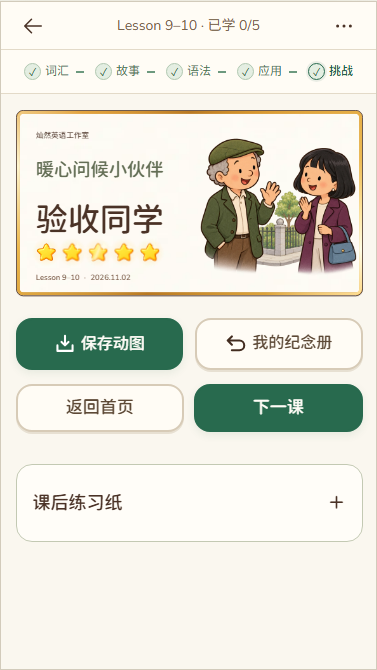 Lesson 9–10 · 已学 0/5
词汇 – 故事 – 语法 – 应用 – 挑战
灿然英语工作室
暖心问候小伙伴
验收同学
Lesson 9-10 · 2026.11.02
保存动图
我的纪念册
返回首页
下一课
课后练习纸